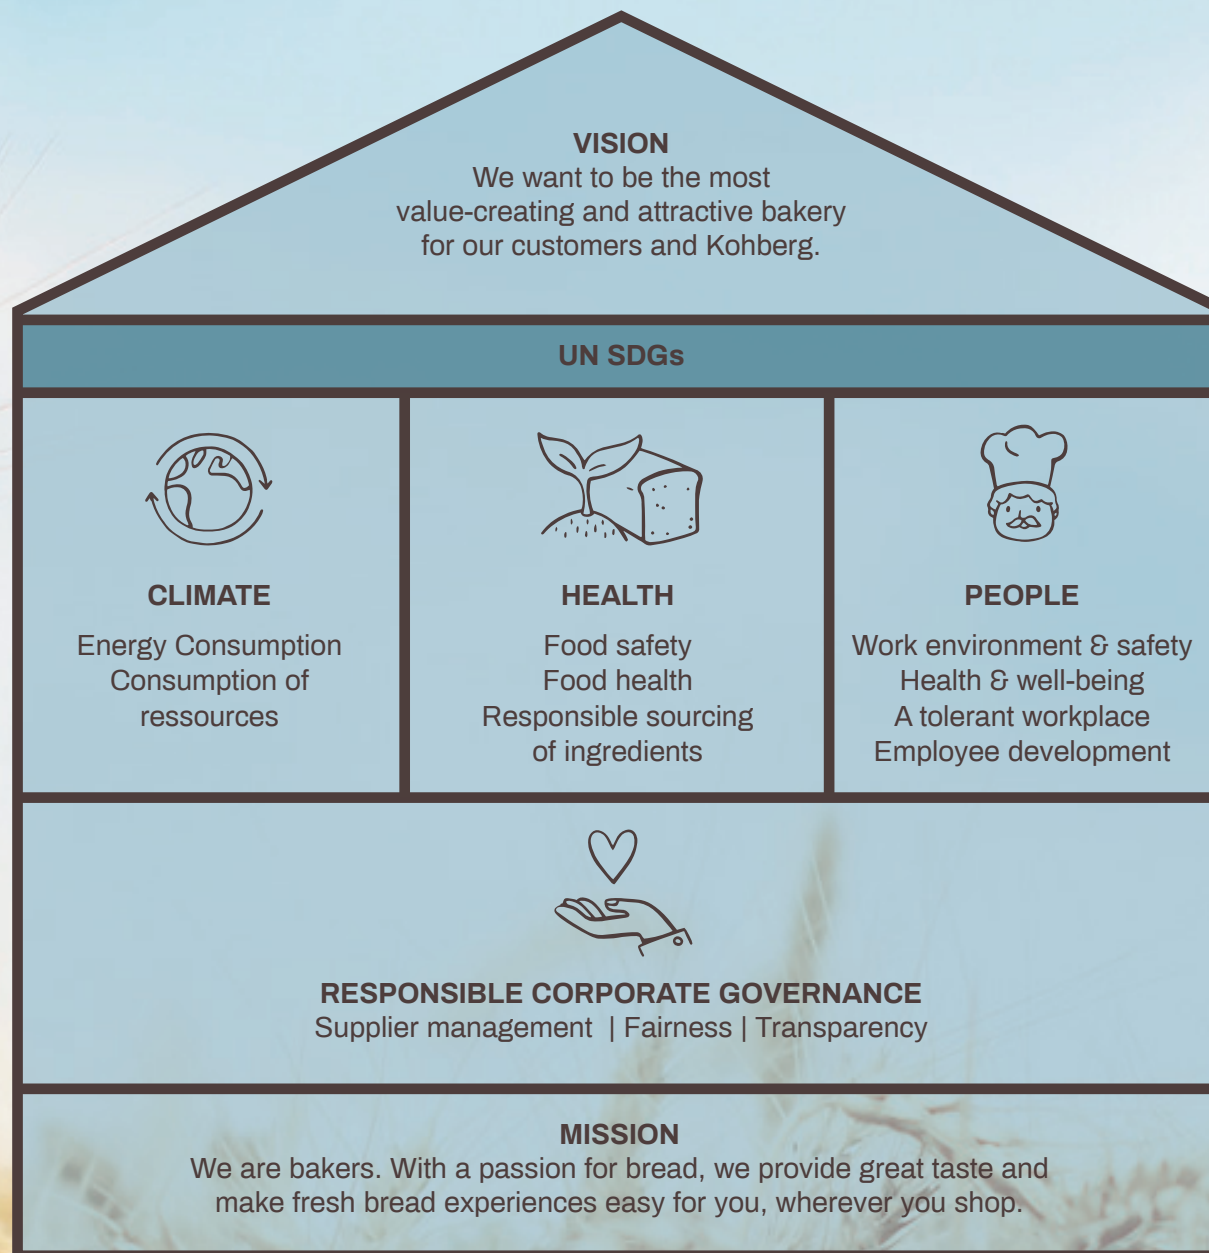 VISION
We want to be the most
value-creating and attractive bakery
for our customers and Kohberg.
UN SDGs
CLIMATE
Energy Consumption
Consumption of
ressources
HEALTH
Food safety
Food health
Responsible sourcing
of ingredients
PEOPLE
Work environment & safety
Health & well-being
A tolerant workplace
Employee development
RESPONSIBLE CORPORATE GOVERNANCE
Supplier management | Fairness | Transparency
MISSION
We are bakers. With a passion for bread, we provide great taste and
make fresh bread experiences easy for you, wherever you shop.